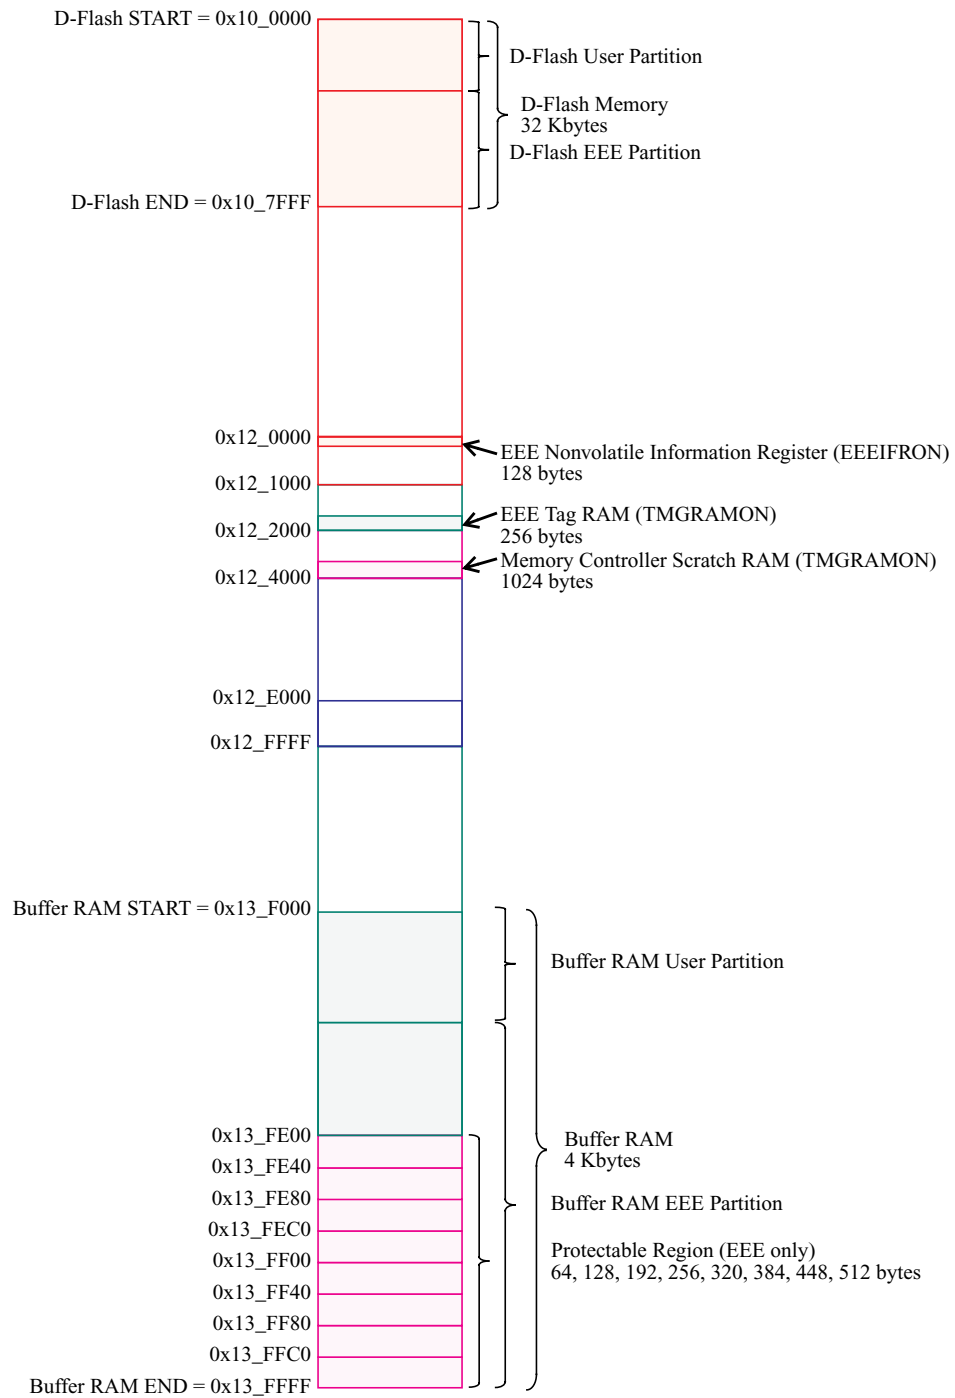 D-Flash START = 0x10_0000
D-Flash User Partition
D-Flash Memory
32 Kbytes
D-Flash EEE Partition
D-Flash END = 0x10_7FFF
0x12_0000
EEE Nonvolatile Information Register (EEEIFRON)
128 bytes
0x12_1000
EEE Tag RAM (TMGRAMON)
256 bytes
0x12_2000
Memory Controller Scratch RAM (TMGRAMON)
1024 bytes
0x12_4000
0x12_E000
0x12_FFFF
Buffer RAM START = 0x13_F000
Buffer RAM User Partition
0x13_FE00
Buffer RAM
4 Kbytes
0x13_FE40
0x13_FE80
Buffer RAM EEE Partition
0x13_FEC0
0x13_FF00
Protectable Region (EEE only)
64, 128, 192, 256, 320, 384, 448, 512 bytes
0x13_FF40
0x13_FF80
0x13_FFC0
Buffer RAM END = 0x13_FFFF